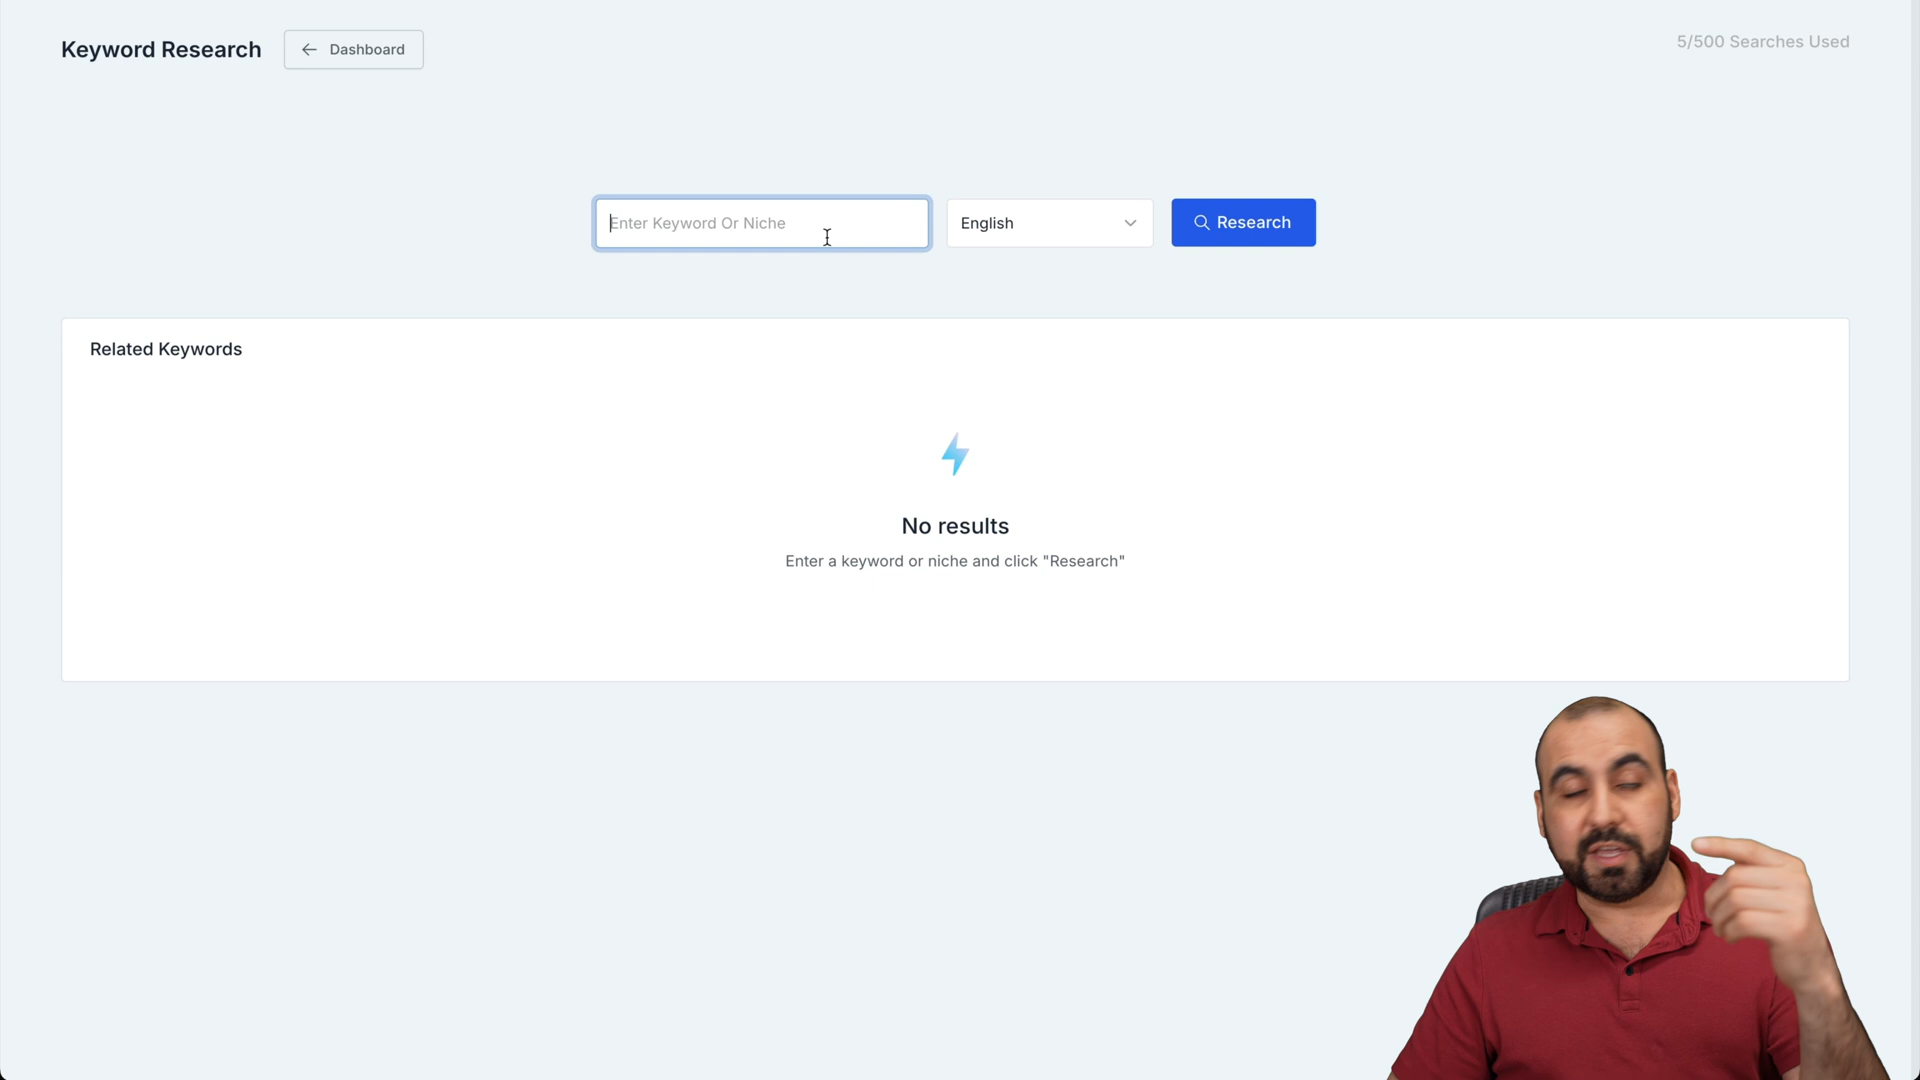 Keyword Research
Dashboard
5/500 Searches Used
Enter Keyword Or Niche
English
Research
Related Keywords
No results
Enter a keyword or niche and click "Research"